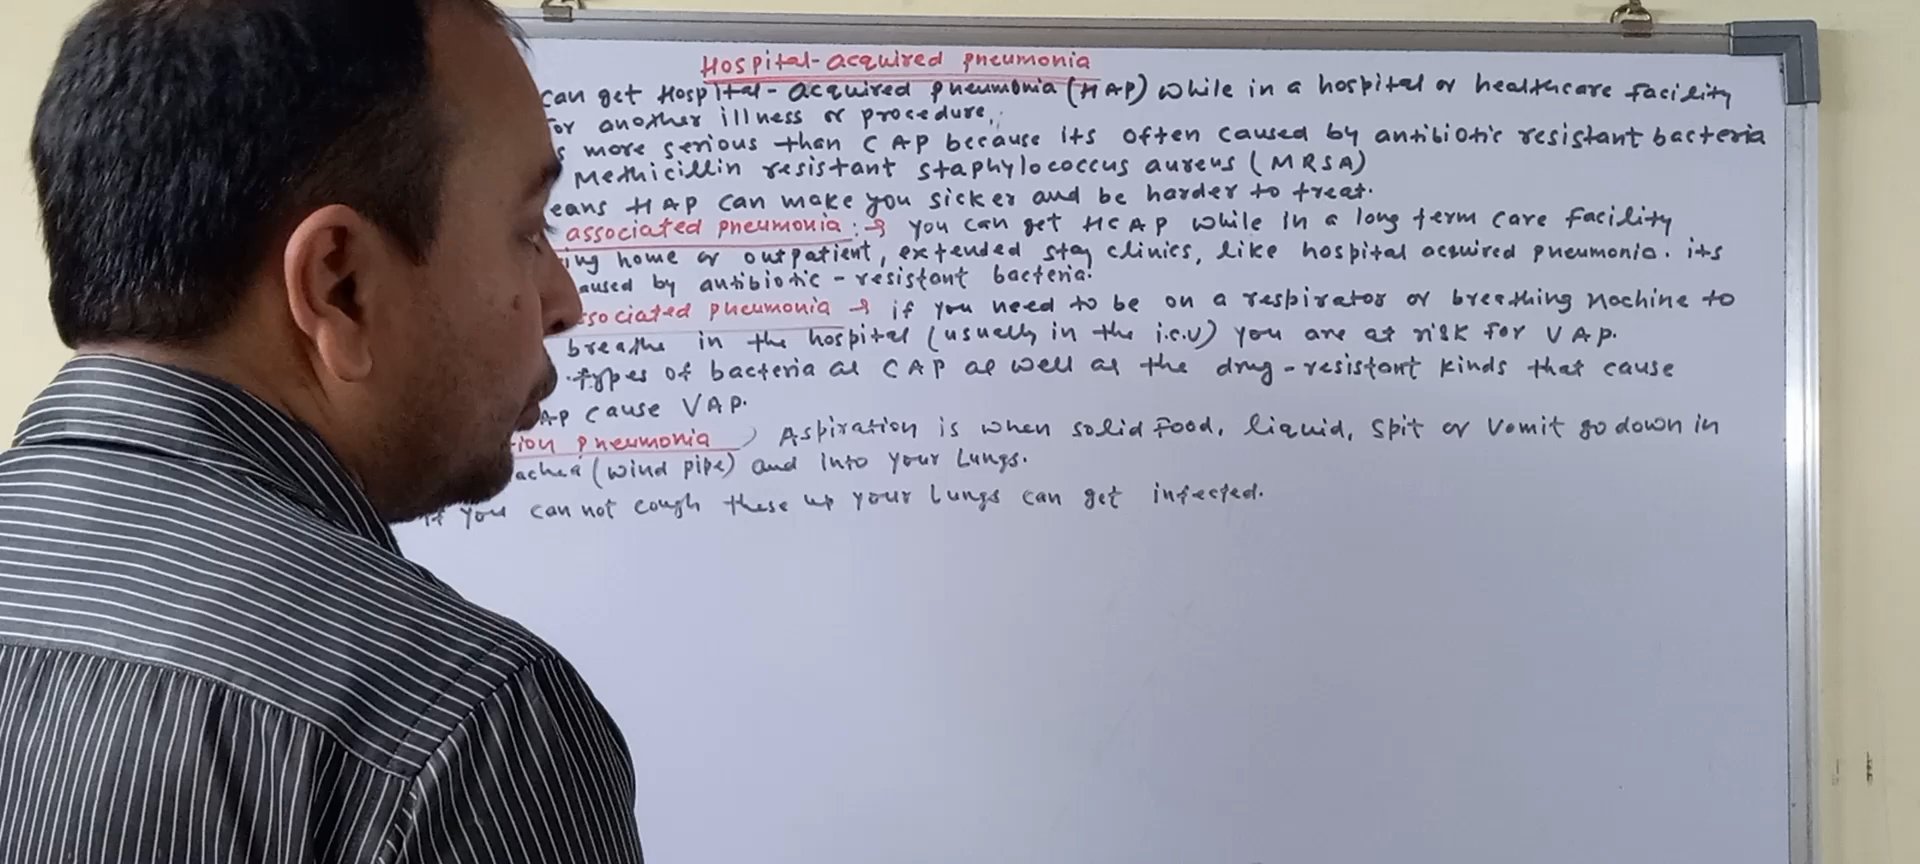 Hospital-acquired pneumonia
can get Hospital-acquired pneumonia (HAP) while in a hospital or healthcare facility
for another illness or procedure,
more serious than CAP because its often caused by antibiotic resistant bacteria
Methicillin resistant staphylococcus aureus (MRSA)
eans HAP can make you sicker and be harder to treat.
associated pneumonia :→ you can get HCAP while in a long term care facility
ing home or outpatient, extended stay clinics, like hospital acquired pneumonia. its
aused by antibiotic-resistant bacteria.
ssociated pneumonia → if you need to be on a respirator or breathing Machine to
breathe in the hospital (usually in the i.c.u) you are at risk for VAP.
types of bacteria as CAP as well as the drug-resistant kinds that cause
AP cause VAP.
tion pneumonia) Aspiration is when solid Food, liquid, Spit or Vomit go down in
achea (wind pipe) and into your Lungs.
If you can not cough these up your Lungs can get infected.